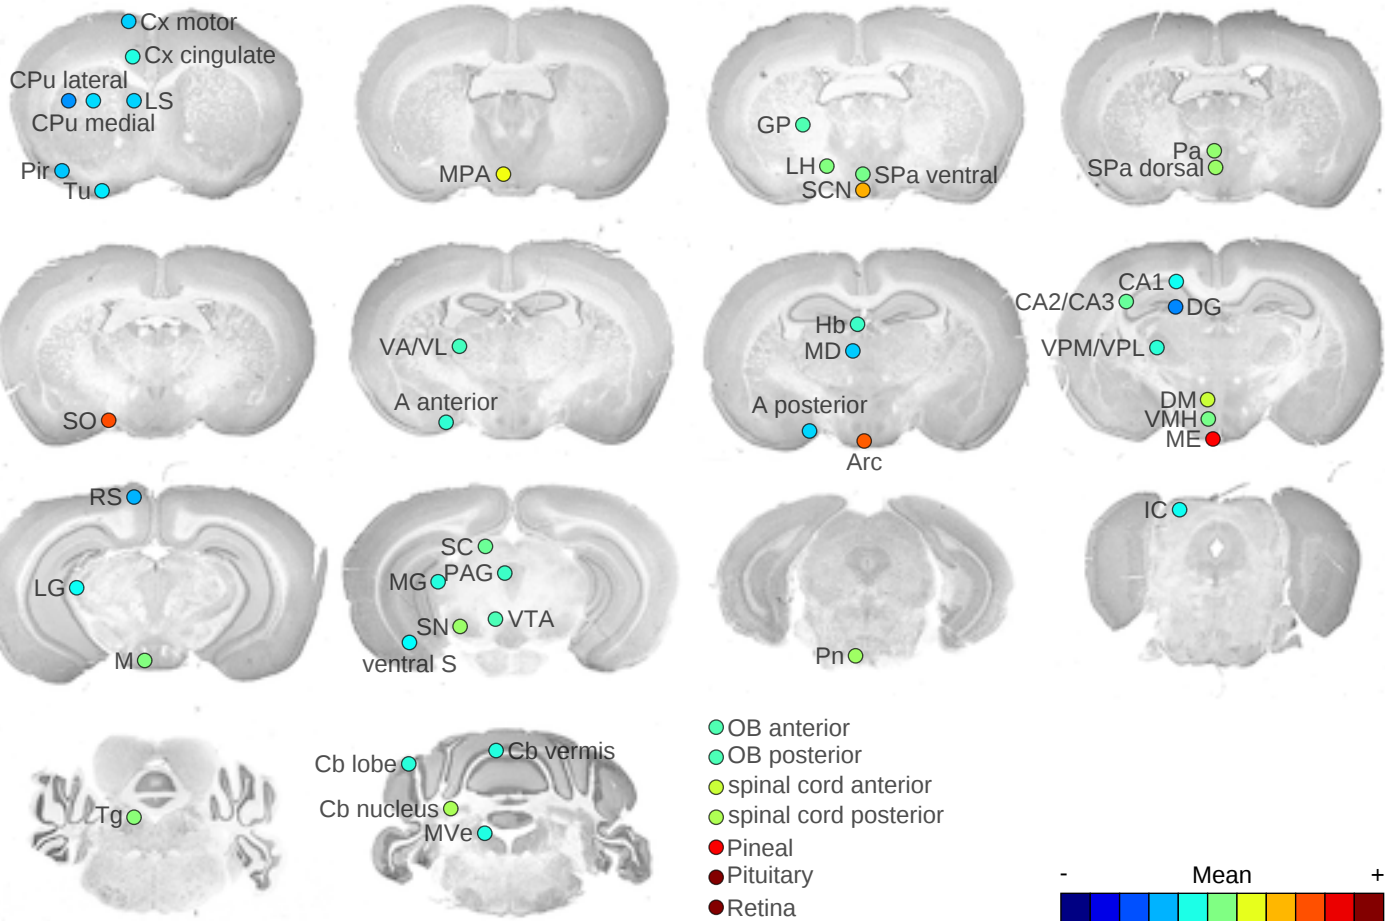 Cx motor
Cx cingulate
CPu lateral
LS
CPu medial
Pir
Tu
MPA
GP
LH
SPa ventral
SCN
Pa
SPa dorsal
SO
VA/VL
A anterior
Hb
MD
A posterior
Arc
CA1
CA2/CA3
DG
VPM/VPL
DM
VMH
ME
RS
LG
M
SC
PAG
MG
VTA
SN
ventral S
Pn
IC
Tg
Cb lobe
Cb vermis
Cb nucleus
MVe
OB anterior
OB posterior
spinal cord anterior
spinal cord posterior
Pineal
Pituitary
Retina
- Mean +